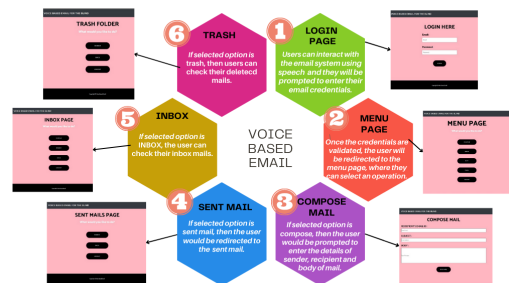 6
TRASH
If selected option is
trash, then users can
check their deletecd
mails.
1
LOGIN
PAGE
Users can interact with
the email system using
speech and they will be
prompted to enter their
email credentials.
5
INBOX
If selected option is
INBOX, the user can
check their inbox mails.
VOICE
BASED
EMAIL
2
MENU
PAGE
Once the credentials are
validated, the user will
be redirected to the
menu page, where they
can select an operation
4
SENT MAIL
If selected option is
sent mail, then the user
would be redirected to
the sent mail.
3
COMPOSE
MAIL
If selected option is
compose, then the user
would be prompted to
enter the details of
sender, recipient and
body of mail.
TRASH FOLDER
LOGIN HERE
INBOX PAGE
MENU PAGE
SENT MAILS PAGE
COMPOSE MAIL